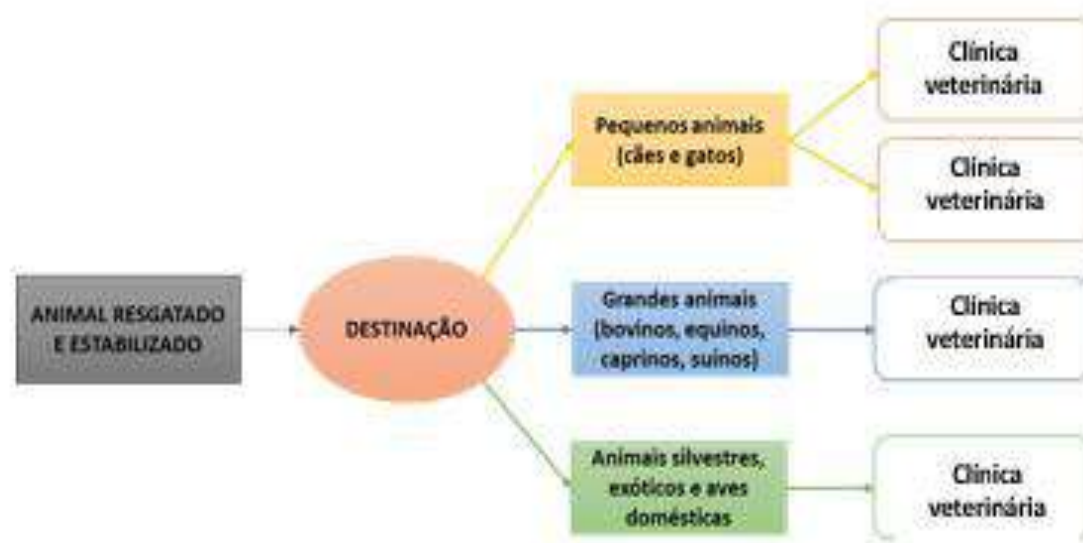 ANIMAL RESGATADO
E ESTABILIZADO
DESTINAÇÃO
Pequenos animais
(cães e gatos)
Clínica
veterinária
Clínica
veterinária
Grandes animais
(bovinos, equinos,
caprinos, suínos)
Clínica
veterinária
Animais silvestres,
exóticos e aves
domésticas
Clínica
veterinária